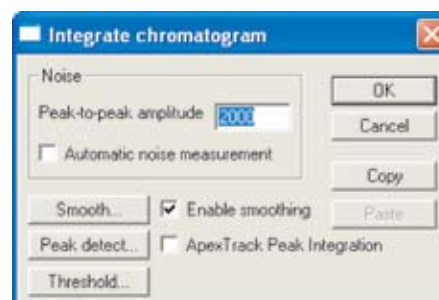 Integrate chromatogram
Noise
Peak-to-peak amplitude 2000
Automatic noise measurement
OK
Cancel
Copy
Paste
Smooth...
Enable smoothing
Peak detect...
ApexTrack Peak Integration
Threshold...